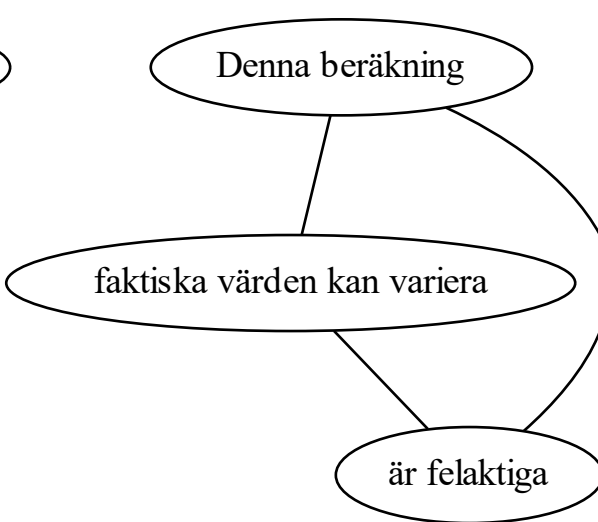 Denna beräkning
faktiska värden kan variera
är felaktiga